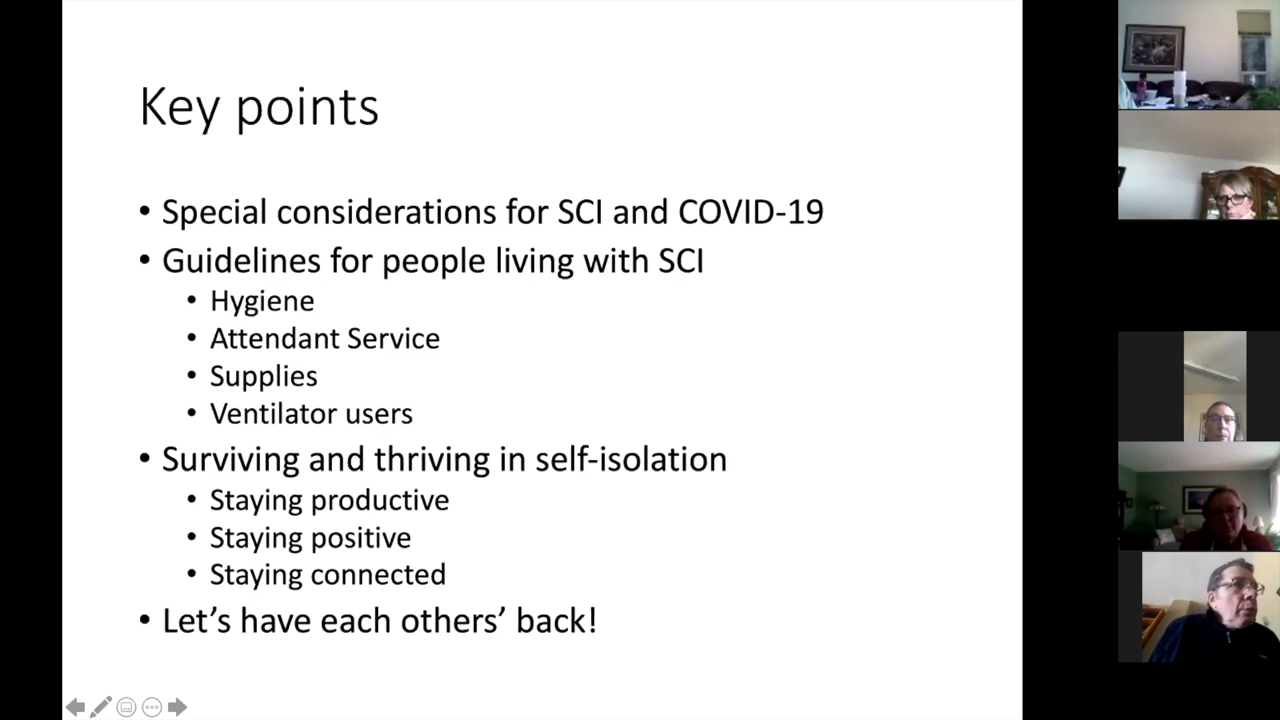 Key points
• Special considerations for SCI and COVID-19
• Guidelines for people living with SCI
• Hygiene
• Attendant Service
• Supplies
• Ventilator users
• Surviving and thriving in self-isolation
• Staying productive
• Staying positive
• Staying connected
• Let’s have each others’ back!